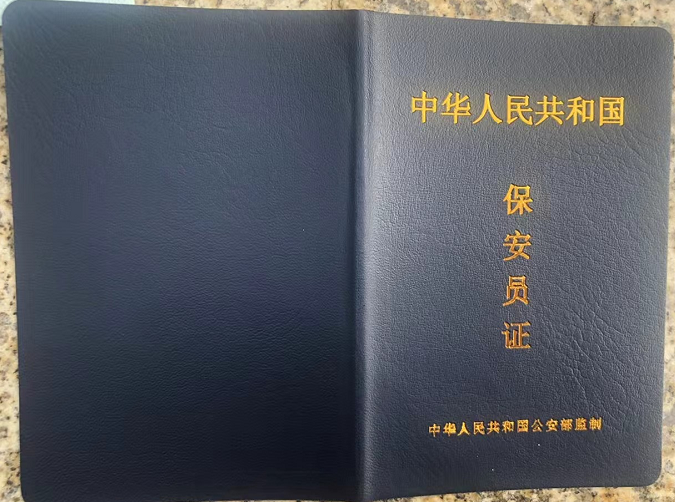 中华人民共和国
保
安
员
证
中华人民共和国公安部监制